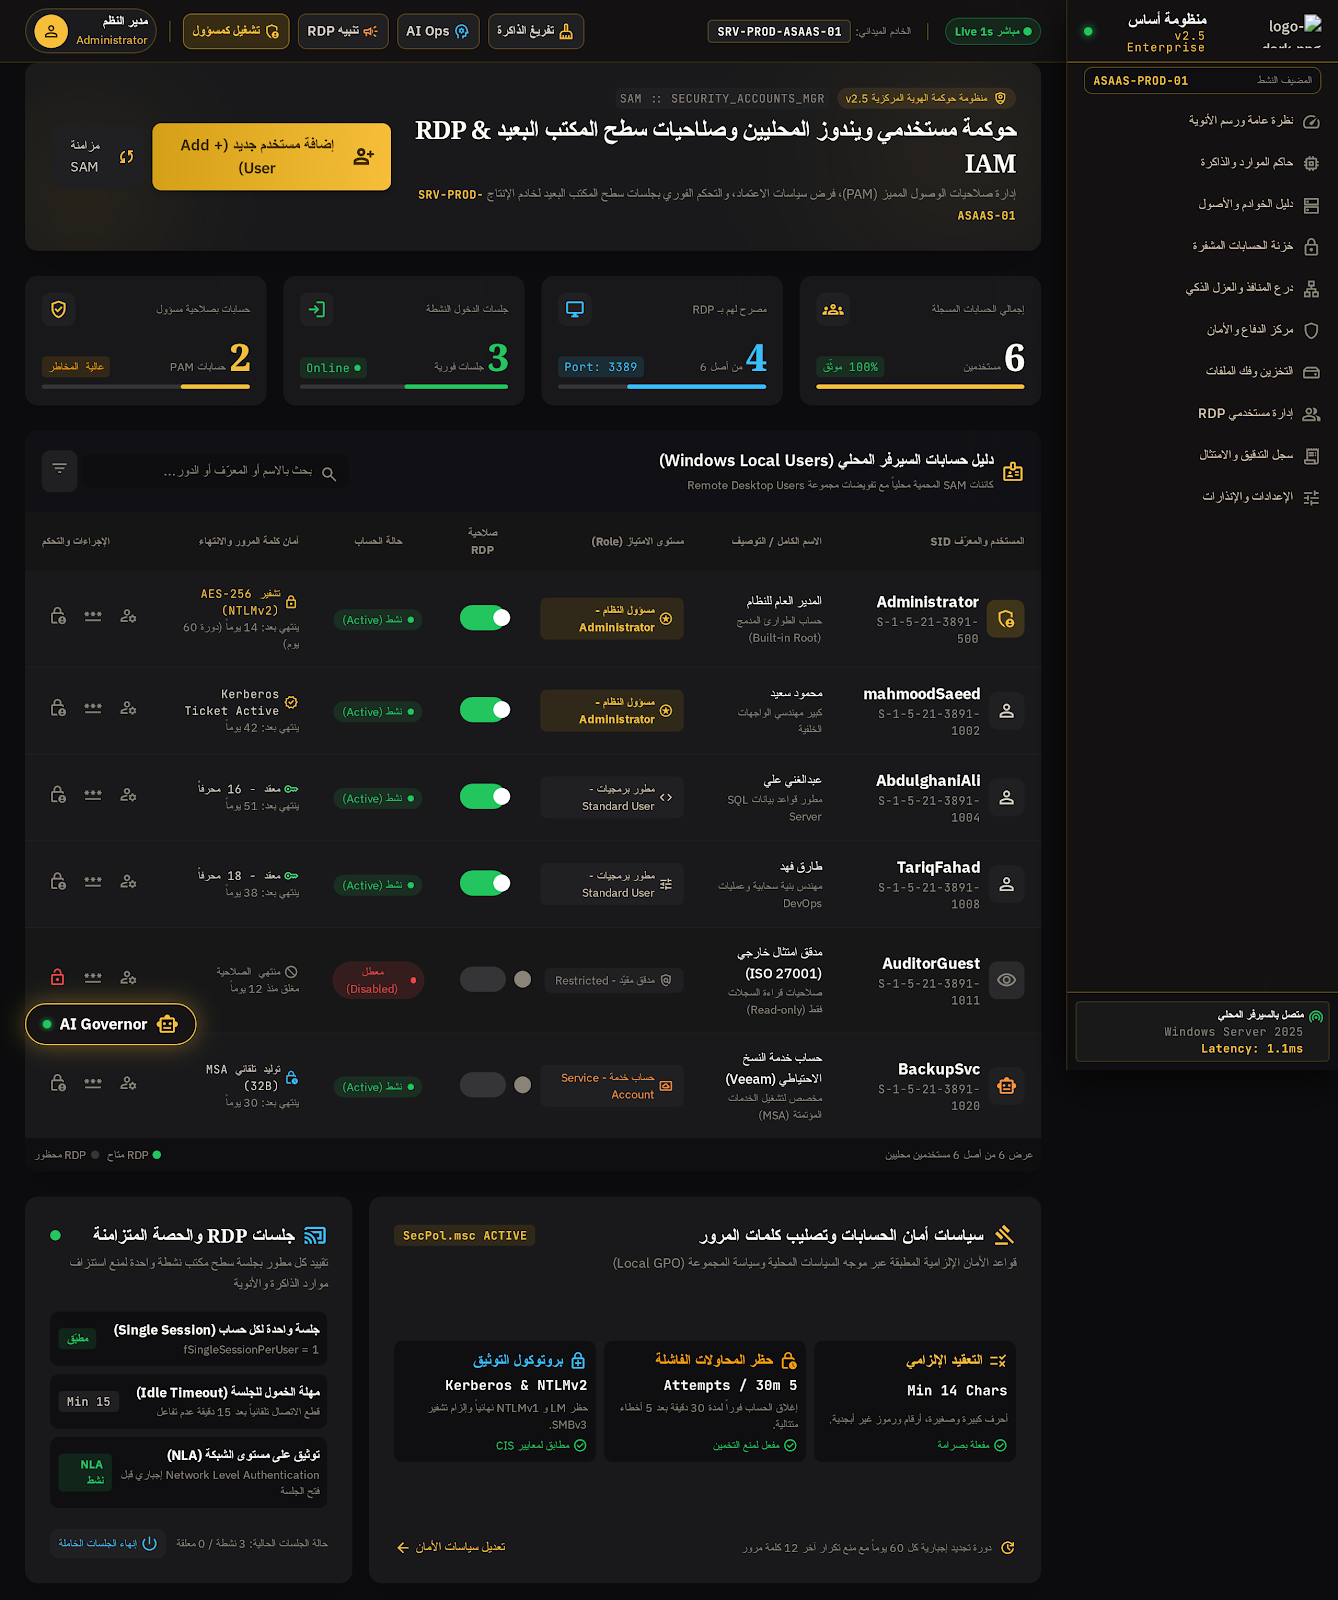 logo-
dark.png
منظومة أساس
v2.5
Enterprise
المضيف النشط
ASAAS-PROD-01
نظرة عامة ورسم الأتوية
حاكم الموارد والذاكرة
دليل الخوادم والأصول
خزنة الحسابات المشفرة
درع المنافذ والعزل الذكي
مركز الدفاع والأمان
التخزين وفك الملفات
إدارة مستخدمي RDP
سجل التدقيق والامتثال
الإعدادات والإنذارات
متصل بالسيرفر المحلي
Windows Server 2025
Latency: 1.1ms
مباشر Live 1s
الخادم الميداني:
SRV-PROD-ASAAS-01
تفريغ الذاكرة
AI Ops
تنبيه RDP
تشغيل كمسؤول
مدير النظم
Administrator
منظومة حوكمة الهوية المركزية v2.5
SAM :: SECURITY_ACCOUNTS_MGR
حوكمة مستخدمي ويندوز المحليين وصلاحيات سطح المكتب البعيد RDP &
IAM
إدارة صلاحيات الوصول المميز (PAM)، فرض سياسات الاعتماد، والتحكم الفوري بجلسات سطح المكتب البعيد لخادم الإنتاج SRV-PROD-
ASAAS-01
إضافة مستخدم جديد (+ Add
User)
مزامنة
SAM
إجمالي الحسابات المسجلة
6 مستخدمين
100% موثّق
مصرح لهم بـ RDP
4 من أصل 6
Port: 3389
جلسات الدخول النشطة
3 جلسات فورية
Online
حسابات بصلاحية مسؤول
2 حسابات PAM
عالية المخاطر
دليل حسابات السيرفر المحلي (Windows Local Users)
كائنات SAM المحمية محلياً مع تفويضات مجموعة Remote Desktop Users
بحث بالاسم أو المعرّف أو الدور...
المستخدم والمعرّف SID
الاسم الكامل / التوصيف
مستوى الامتياز (Role)
صلاحية
RDP
حالة الحساب
أمان كلمة المرور والانتهاء
الإجراءات والتحكم
Administrator
S-1-5-21-3891-
500
المدير العام للنظام
حساب الطوارئ المدمج
(Built-in Root)
مسؤول النظام -
Administrator
نشط (Active)
تشفير AES-256
(NTLMv2)
ينتهي بعد: 14 يوماً (دورة 60
يوم)
mahmoodSaeed
S-1-5-21-3891-
1002
محمود سعيد
كبير مهندسي الواجهات
الخلفية
مسؤول النظام -
Administrator
نشط (Active)
Kerberos
Ticket Active
ينتهي بعد: 42 يوماً
AbdulghaniAli
S-1-5-21-3891-
1004
عبدالغني علي
مطور قواعد بيانات SQL
Server
مطور برمجيات -
Standard User
نشط (Active)
معقد - 16 محرفاً
ينتهي بعد: 51 يوماً
TariqFahad
S-1-5-21-3891-
1008
طارق فهد
مهندس بنية سحابية وعمليات
DevOps
مطور برمجيات -
Standard User
نشط (Active)
معقد - 18 محرفاً
ينتهي بعد: 38 يوماً
AuditorGuest
S-1-5-21-3891-
1011
مدقق امتثال خارجي
(ISO 27001)
صلاحيات قراءة السجلات
فقط (Read-only)
مدقق مقيّد - Restricted
معطل
(Disabled)
منتهي الصلاحية
مغلق منذ 12 يوماً
AI Governor
BackupSvc
S-1-5-21-3891-
1020
حساب خدمة النسخ
الاحتياطي (Veeam)
مخصص لتشغيل الخدمات
المؤتمتة (MSA)
حساب خدمة - Service
Account
نشط (Active)
توليد تلقائي MSA
(32B)
ينتهي بعد: 30 يوماً
عرض 6 من أصل 6 مستخدمين محليين
RDP متاح
RDP محظور
سياسات أمان الحسابات وتصليب كلمات المرور
SecPol.msc ACTIVE
قواعد الأمان الإلزامية المطبقة عبر موجه السياسات المحلية وسياسة المجموعة (Local GPO)
التعقيد الإلزامي
Min 14 Chars
أحرف كبيرة وصغيرة، أرقام ورموز غير أبجدية.
مفعلة بصرامة
حظر المحاولات الفاشلة
Attempts / 30m 5
إغلاق الحساب فوراً لمدة 30 دقيقة بعد 5 أخطاء
متتالية.
مفعل لمنع التخمين
بروتوكول التوثيق
Kerberos & NTLMv2
حظر LM و NTLMv1 نهائياً وإلزام تشفير
SMBv3.
مطابق لمعايير CIS
دورة تجديد إجبارية كل 60 يوماً مع منع تكرار آخر 12 كلمة مرور
تعديل سياسات الأمان
جلسات RDP والحصة المتزامنة
تقييد كل مطور بجلسة سطح مكتب نشطة واحدة لمنع استنزاف
موارد الذاكرة والأنوية
جلسة واحدة لكل حساب (Single Session)
fSingleSessionPerUser = 1
مطبّق
مهلة الخمول للجلسة (Idle Timeout)
قطع الاتصال تلقائياً بعد 15 دقيقة عدم تفاعل
Min 15
توثيق على مستوى الشبكة (NLA)
Network Level Authentication إجباري قبل
فتح الجلسة
NLA
نشط
حالة الجلسات الحالية: 3 نشطة / 0 معلقة
إنهاء الجلسات الخاملة